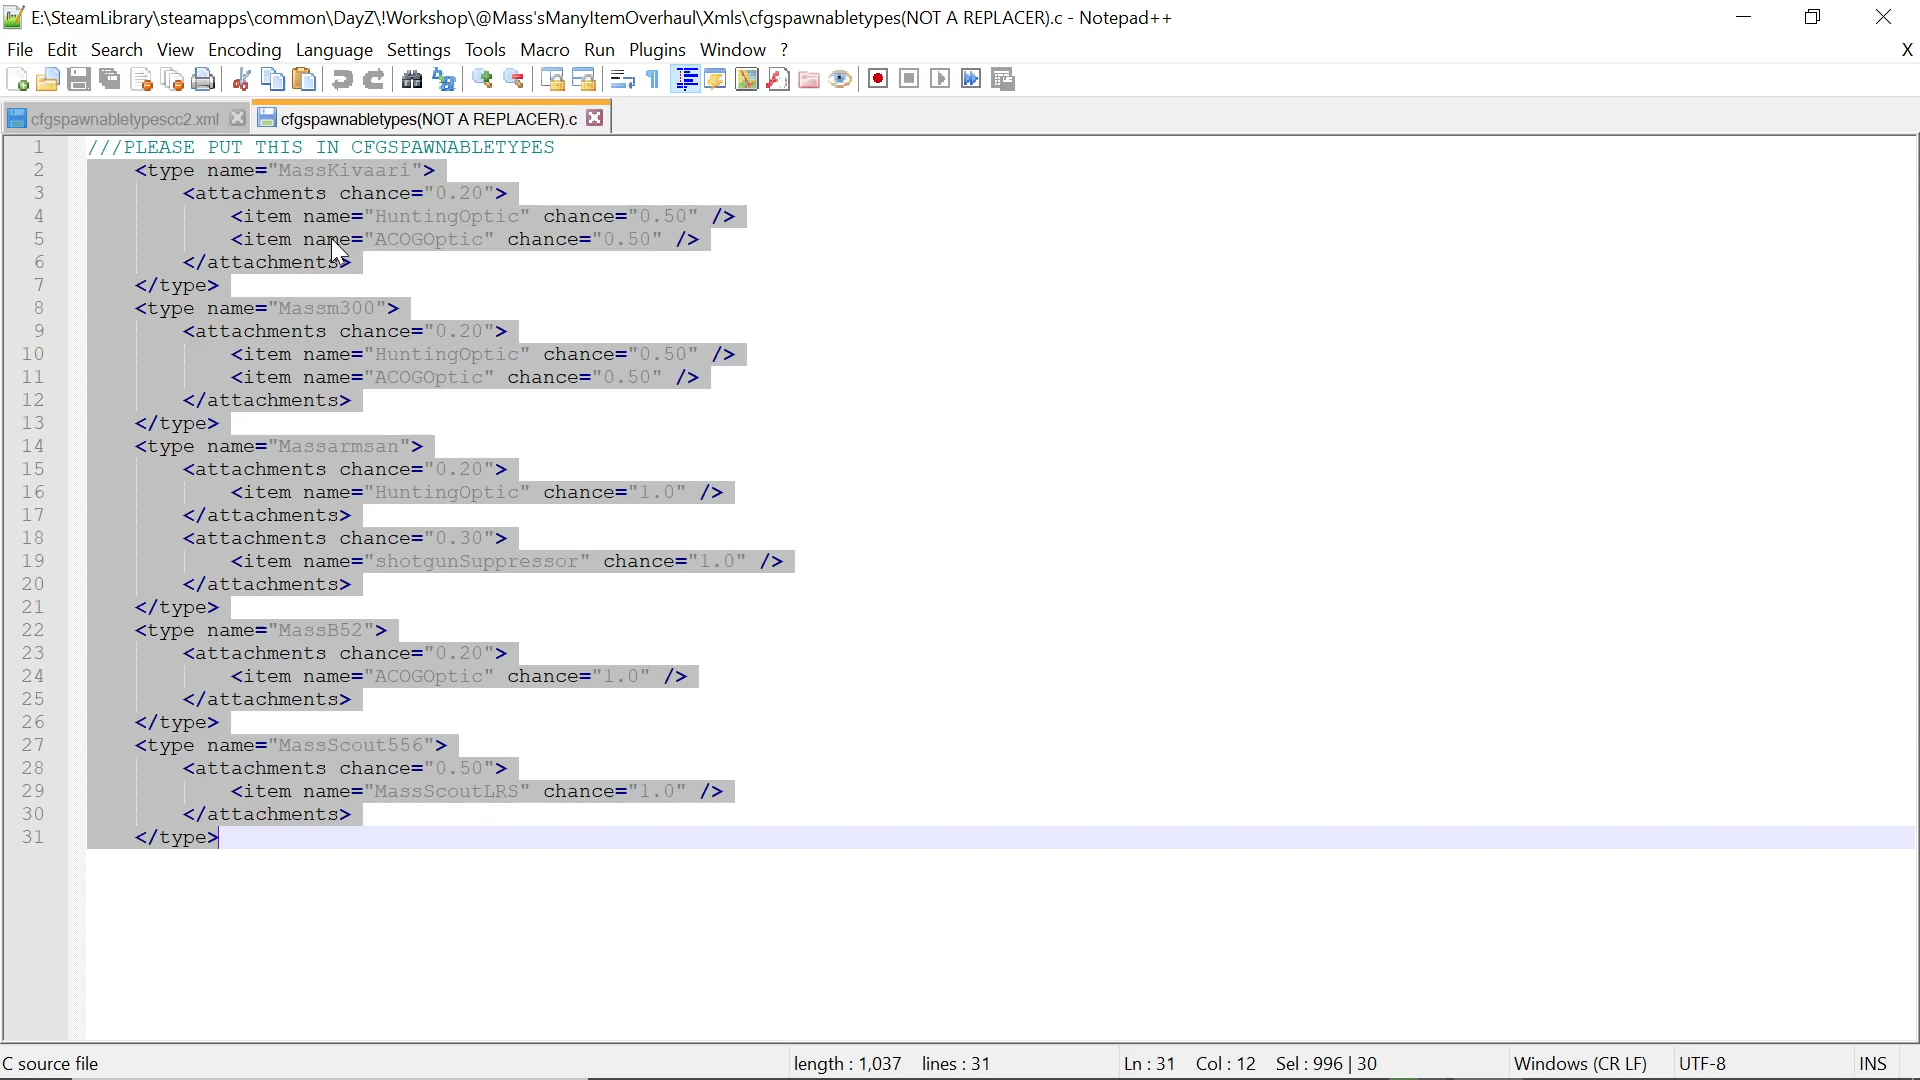 E:\SteamLibrary\steamapps\common\DayZ\!Workshop\@Mass'sManyItemOverhaul\Xmls\cfgspawnabletypes(NOT A REPLACER).c - Notepad++
File Edit Search View Encoding Language Settings Tools Macro Run Plugins Window ? X
cfgspawnabletypescc2.xml cfgspawnabletypes(NOT A REPLACER).c
1 ///PLEASE PUT THIS IN CFGSPAWNABLETYPES
2 <type name="MassKivaari">
3 <attachments chance="0.20">
4 <item name="HuntingOptic" chance="0.50" />
5 <item name="ACOGOptic" chance="0.50" />
6 </attachments>
7 </type>
8 <type name="Massm300">
9 <attachments chance="0.20">
10 <item name="HuntingOptic" chance="0.50" />
11 <item name="ACOGOptic" chance="0.50" />
12 </attachments>
13 </type>
14 <type name="Massarmsan">
15 <attachments chance="0.20">
16 <item name="HuntingOptic" chance="1.0" />
17 </attachments>
18 <attachments chance="0.30">
19 <item name="shotgunSuppressor" chance="1.0" />
20 </attachments>
21 </type>
22 <type name="MassB52">
23 <attachments chance="0.20">
24 <item name="ACOGOptic" chance="1.0" />
25 </attachments>
26 </type>
27 <type name="MassScout556">
28 <attachments chance="0.50">
29 <item name="MassScoutLRS" chance="1.0" />
30 </attachments>
31 </type>
C source file length : 1,037 lines : 31 Ln : 31 Col : 12 Sel : 996 | 30 Windows (CR LF) UTF-8 INS